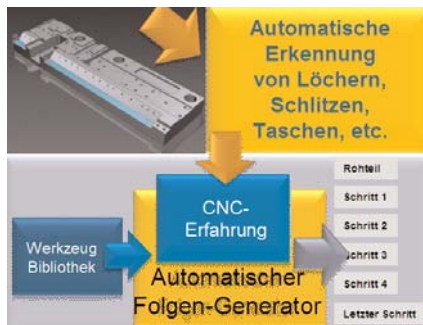 Automatische
Erkennung
von Löchern,
Schlitzen,
Taschen, etc.
Rohteil
Schritt 1
CNC-
Erfahrung
Schritt 2
Werkzeug
Bibliothek
Schritt 3
Automatischer
Folgen-Generator
Schritt 4
Letzter Schritt